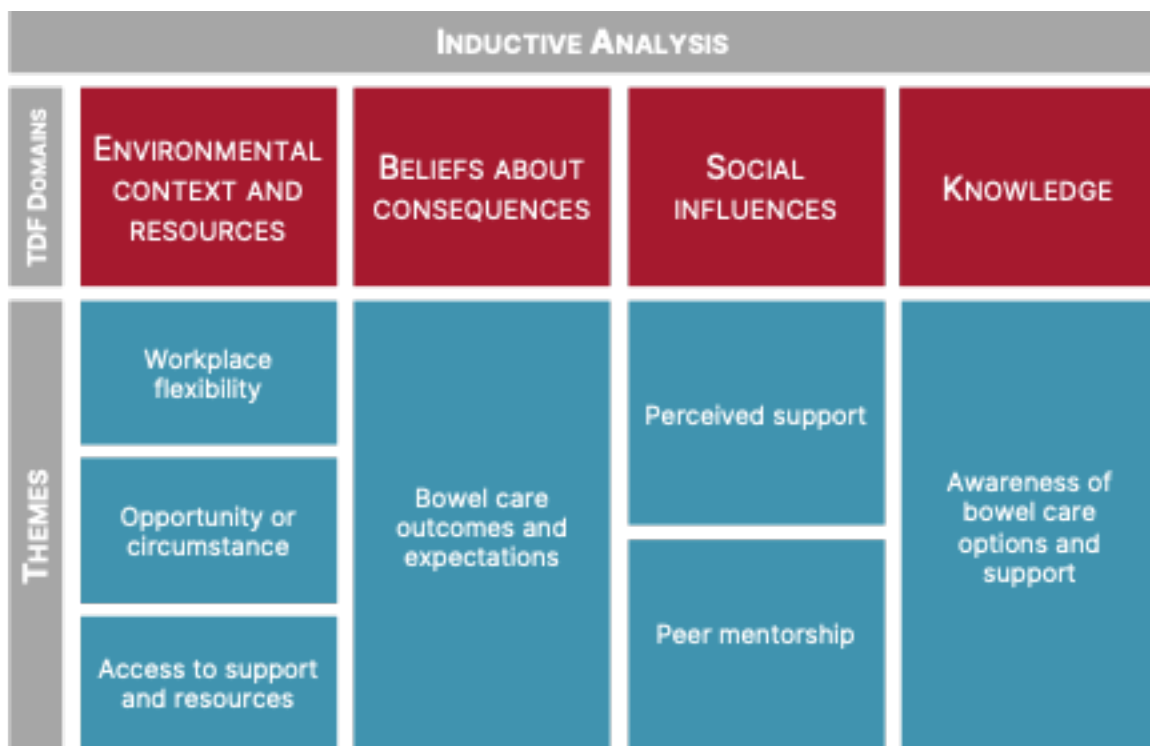 INDUCTIVE ANALYSIS
TDF DOMAINS
ENVIRONMENTAL
CONTEXT AND
RESOURCES
BELIEFS ABOUT
CONSEQUENCES
SOCIAL
INFLUENCES
KNOWLEDGE
THEMES
Workplace
flexibility
Opportunity or
circumstance
Access to support
and resources
Bowel care
outcomes and
expectations
Perceived support
Peer mentorship
Awareness of
bowel care
options and
support